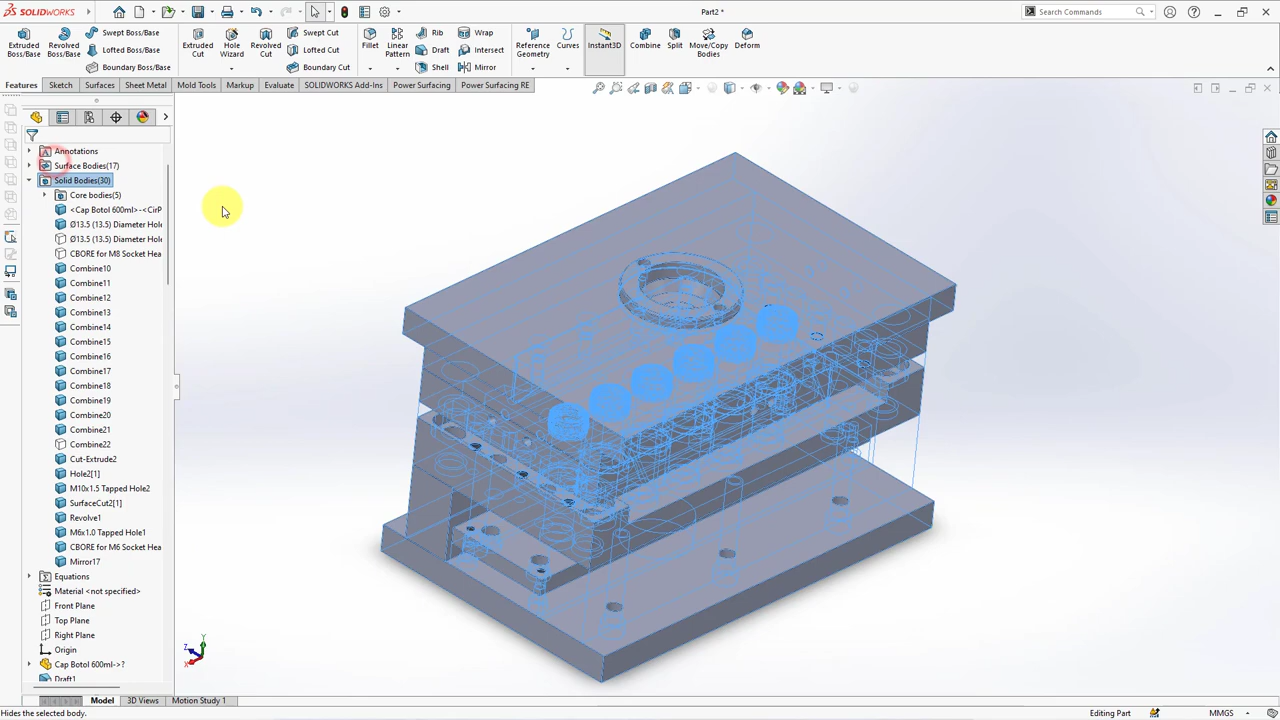 SOLIDWORKS
Part2 *
Search Commands
Extruded Boss/Base
Revolved Boss/Base
Swept Boss/Base
Lofted Boss/Base
Boundary Boss/Base
Extruded Cut
Hole Wizard
Revolved Cut
Swept Cut
Lofted Cut
Boundary Cut
Fillet
Linear Pattern
Rib
Draft
Shell
Wrap
Intersect
Mirror
Reference Geometry
Curves
Instant3D
Combine
Split
Move/Copy Bodies
Deform
Features
Sketch
Surfaces
Sheet Metal
Mold Tools
Markup
Evaluate
SOLIDWORKS Add-Ins
Power Surfacing
Power Surfacing RE
Annotations
Surface Bodies(17)
Solid Bodies(30)
Core bodies(5)
<Cap Botol 600ml>-<CirP
Ø13.5 (13.5) Diameter Hole
Ø13.5 (13.5) Diameter Hole
CBORE for M8 Socket Hea
Combine10
Combine11
Combine12
Combine13
Combine14
Combine15
Combine16
Combine17
Combine18
Combine19
Combine20
Combine21
Combine22
Cut-Extrude2
Hole2[1]
M10x1.5 Tapped Hole2
SurfaceCut2[1]
Revolve1
M6x1.0 Tapped Hole1
CBORE for M6 Socket Hea
Mirror17
Equations
Material <not specified>
Front Plane
Top Plane
Right Plane
Origin
Cap Botol 600ml->?
Draft1
Y
Z
X
Model
3D Views
Motion Study 1
Hides the selected body.
Editing Part
MMGS